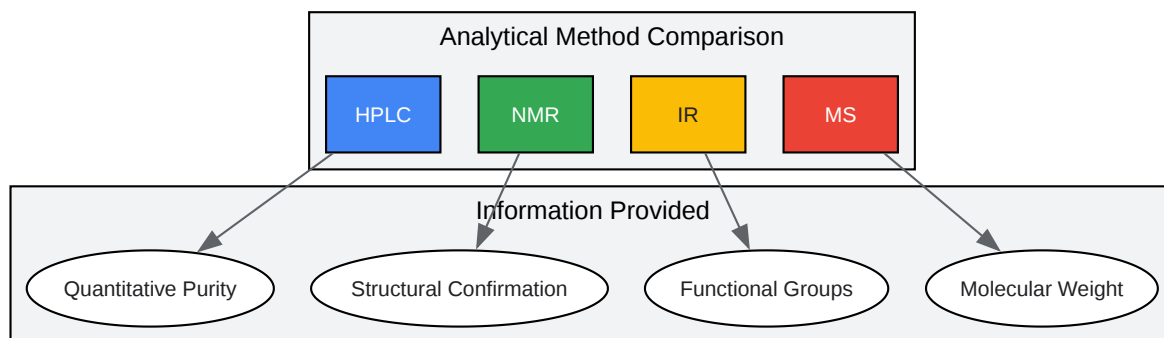 Analytical Method Comparison
HPLC
NMR
IR
MS
Information Provided
Quantitative Purity
Structural Confirmation
Functional Groups
Molecular Weight